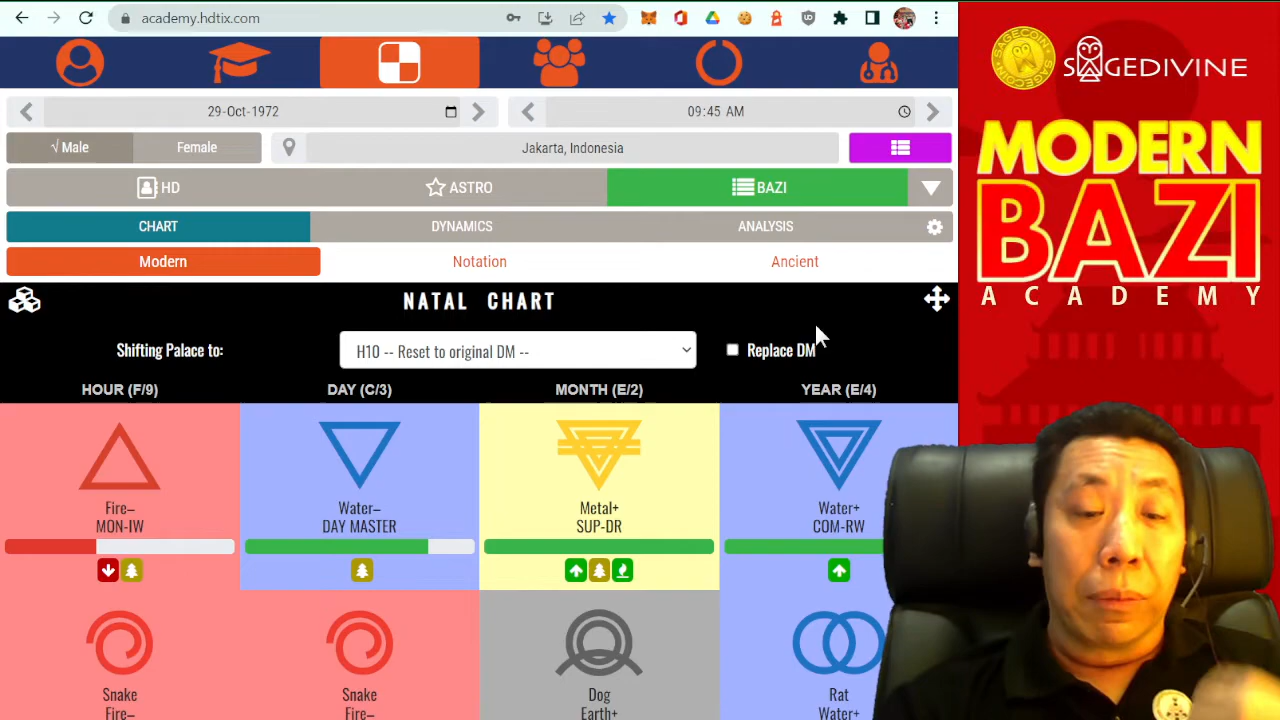 academy.hdtix.com
29-Oct-1972
09:45 AM
√ Male
Female
Jakarta, Indonesia
HD
ASTRO
BAZI
CHART
DYNAMICS
ANALYSIS
Modern
Notation
Ancient
NATAL CHART
Shifting Palace to:
H10 -- Reset to original DM --
Replace DM
HOUR (F/9)
DAY (C/3)
MONTH (E/2)
YEAR (E/4)
Fire–
MON-IW
Water–
DAY MASTER
Metal+
SUP-DR
Water+
COM-RW
Snake
Fire–
Snake
Fire–
Dog
Earth+
Rat
Water+
SAGEDIVINE
MODERN
BAZI
ACADEMY